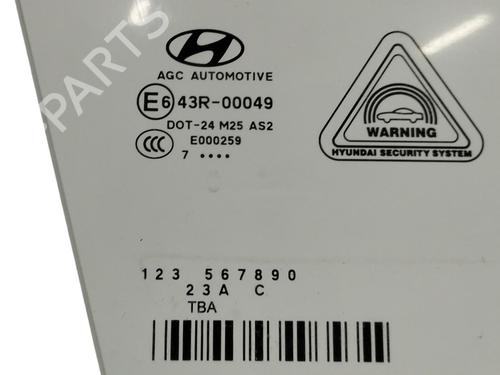 PARTS
AGC AUTOMOTIVE
E6 43R-00049
DOT-24 M25 AS2
CCC E000259
7 ••••
WARNING
HYUNDAI SECURITY SYSTEM
123 567890
23A C
TBA